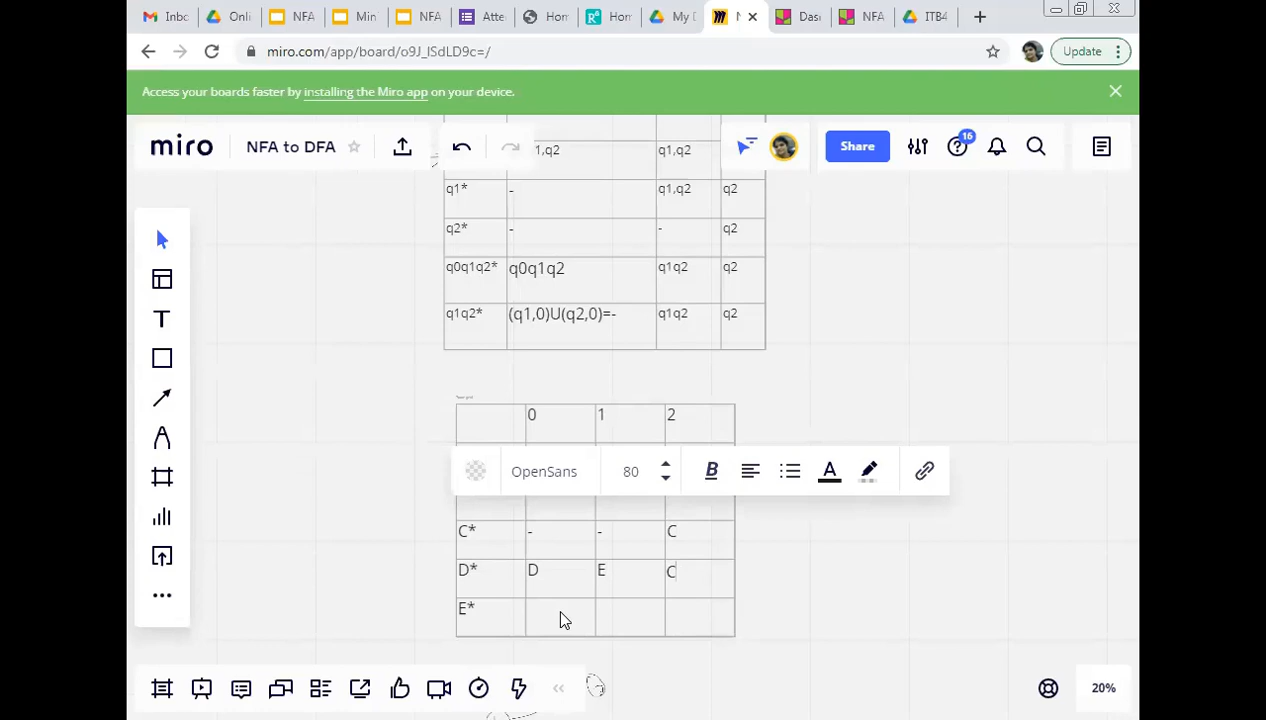 Inbc
Onli
NFA
Min
NFA
Atte
Hon
Hon
My D
N
Das
NFA
ITB4
miro.com/app/board/o9J_lSdLD9c=/
Update
Access your boards faster by installing the Miro app on your device.
miro
NFA to DFA
Share
16
1,q2
q1,q2
q1* - q1,q2 q2
q2* - - q2
q0q1q2* q0q1q2 q1q2 q2
q1q2* (q1,0)U(q2,0)=- q1q2 q2
0 1 2
OpenSans 80 B A
C* - - C
D* D E C
E*
20%